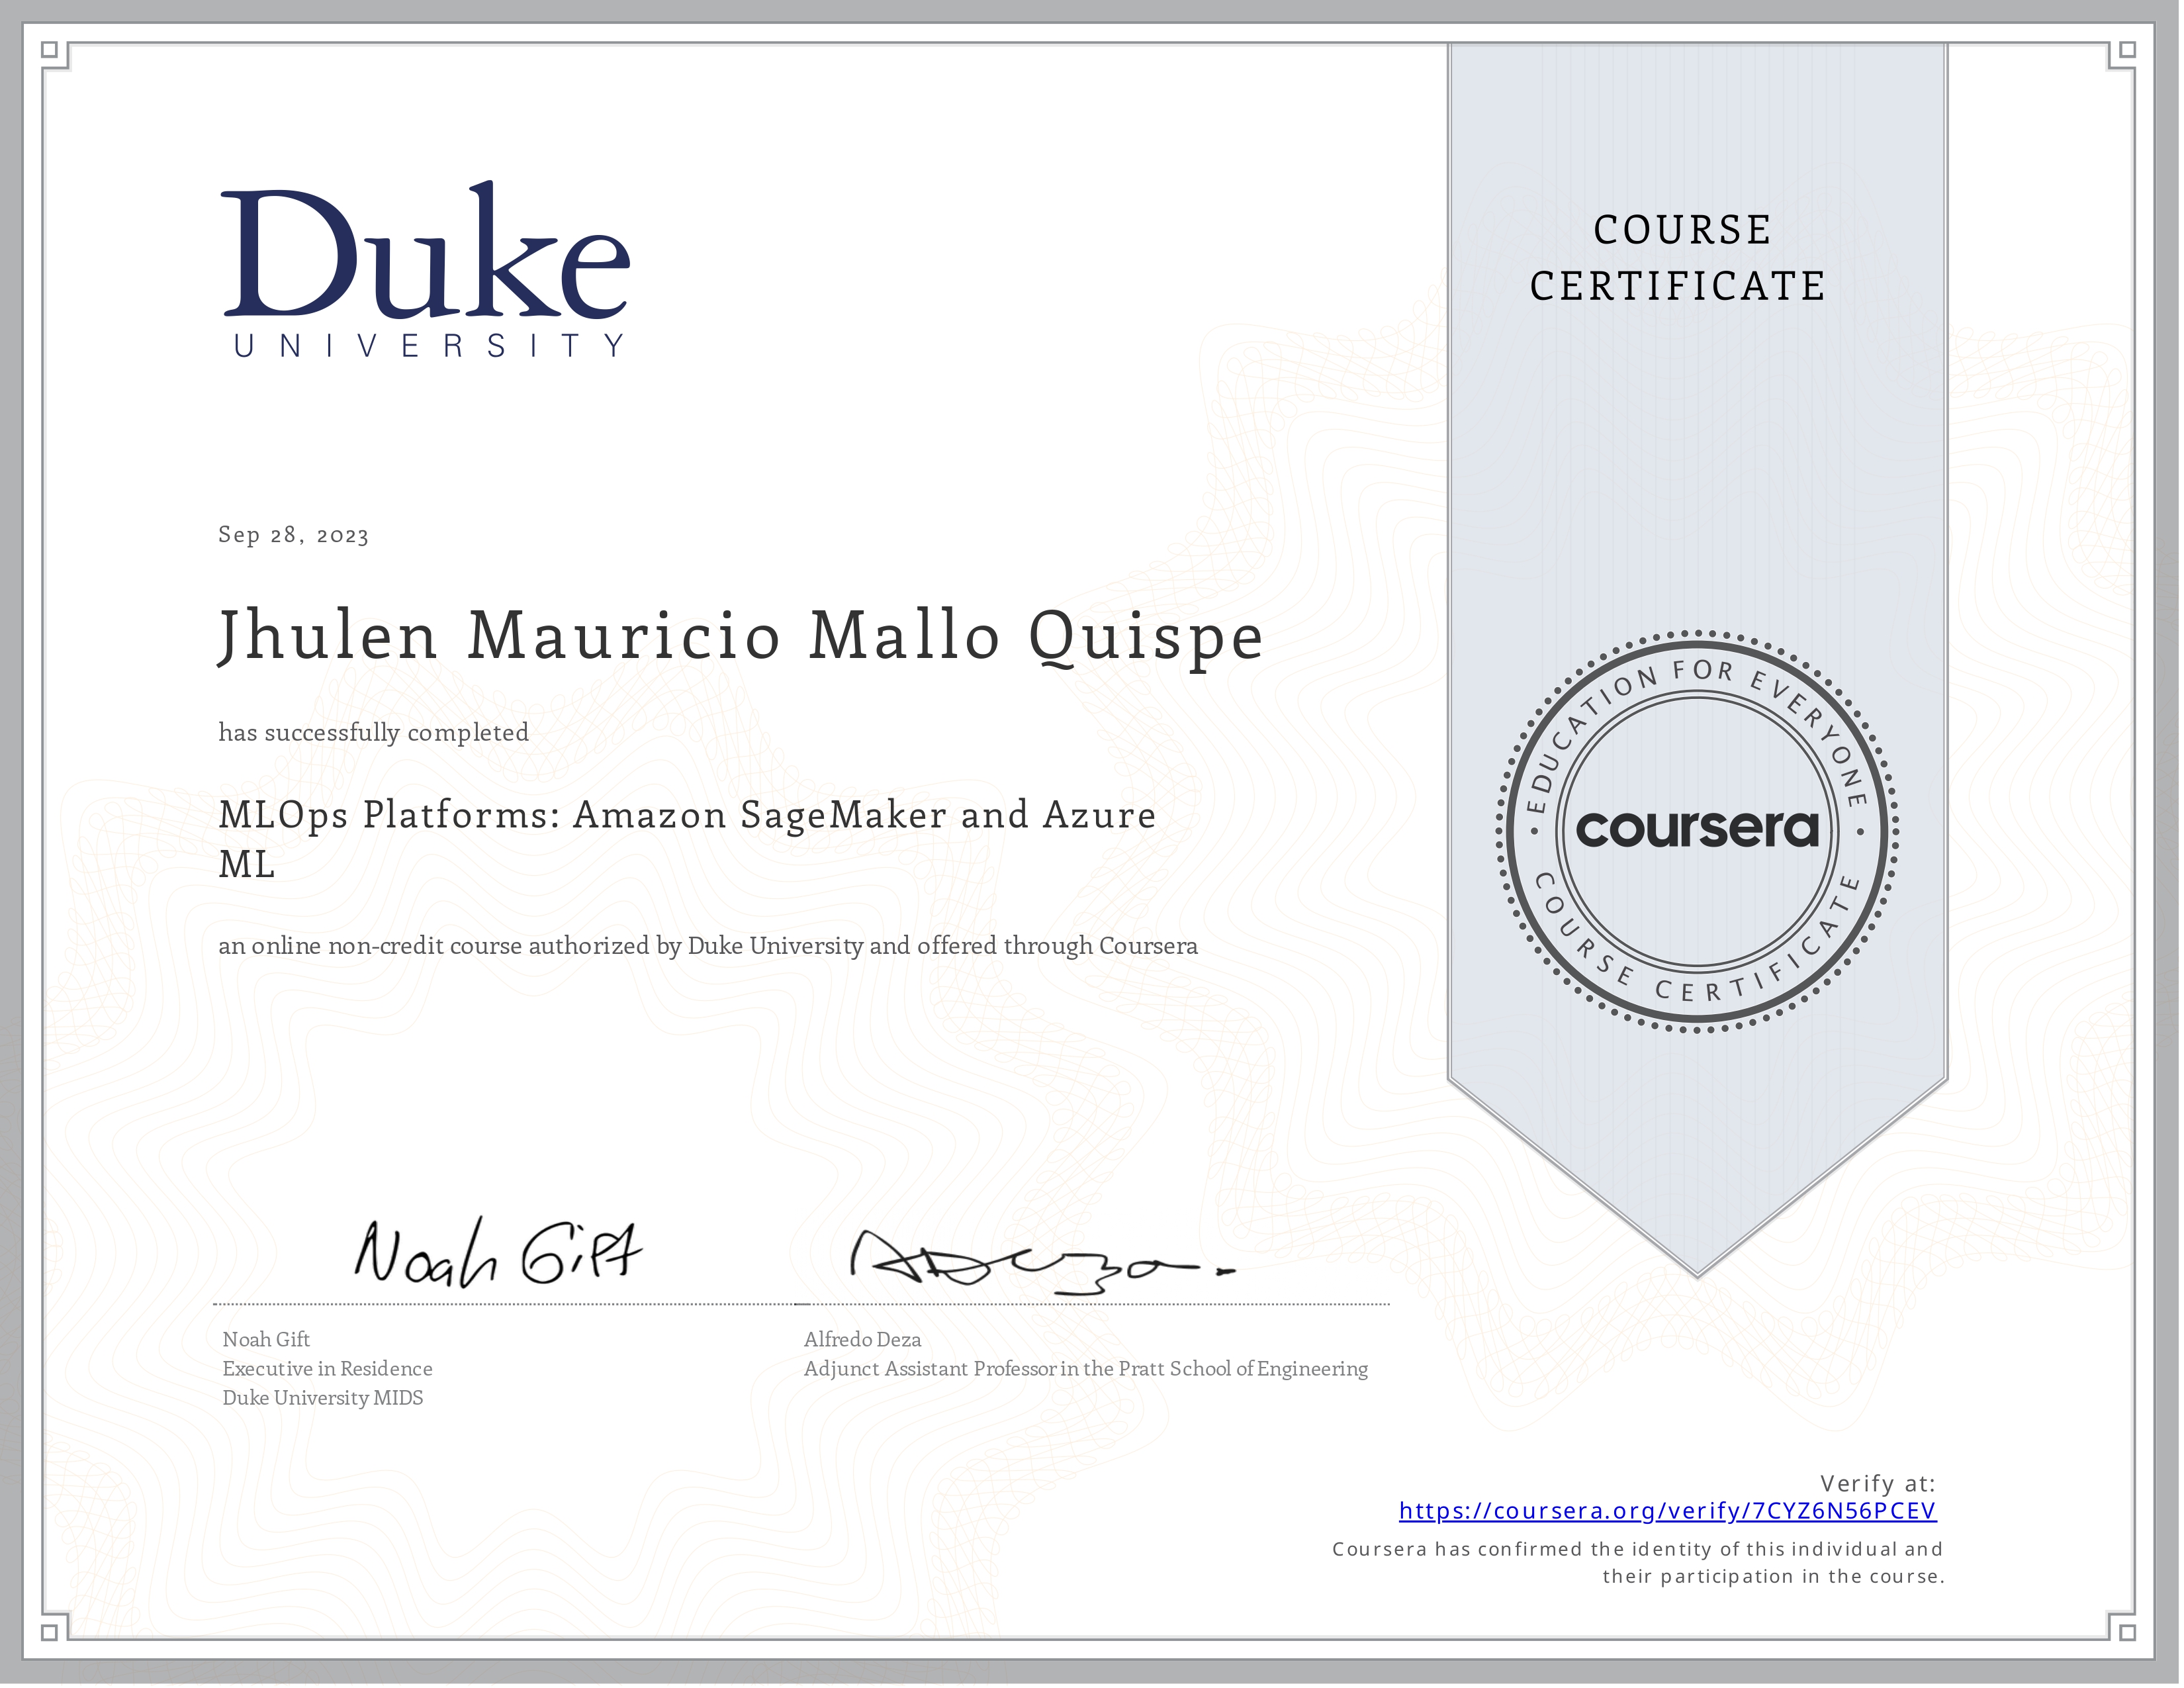 Duke
UNIVERSITY
COURSE
CERTIFICATE
Sep 28, 2023
Jhulen Mauricio Mallo Quispe
has successfully completed
MLOps Platforms: Amazon SageMaker and Azure
ML
an online non-credit course authorized by Duke University and offered through Coursera
EDUCATION FOR EVERYONE
coursera
COURSE CERTIFICATE
Noah Gift
Noah Gift
Executive in Residence
Duke University MIDS
Alfredo Deza
Adjunct Assistant Professor in the Pratt School of Engineering
Verify at:
https://coursera.org/verify/7CYZ6N56PCEV
Coursera has confirmed the identity of this individual and
their participation in the course.